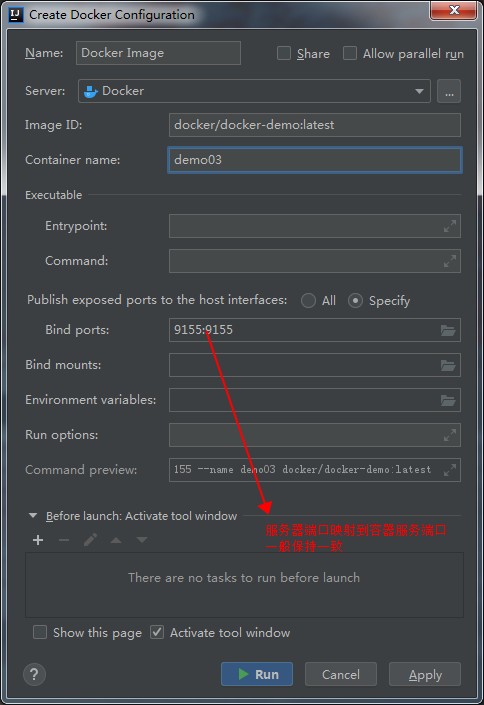 IJ Create Docker Configuration
Name: Docker Image Share Allow parallel run
Server: Docker ...
Image ID: docker/docker-demo:latest
Container name: demo03
Executable
Entrypoint:
Command:
Publish exposed ports to the host interfaces: All Specify
Bind ports: 9155:9155
Bind mounts:
Environment variables:
Run options:
Command preview: 155 --name demo03 docker/docker-demo:latest
Before launch: Activate tool window
服务器端口映射到容器服务端口
一般保持一致
There are no tasks to run before launch
Show this page Activate tool window
? Run Cancel Apply